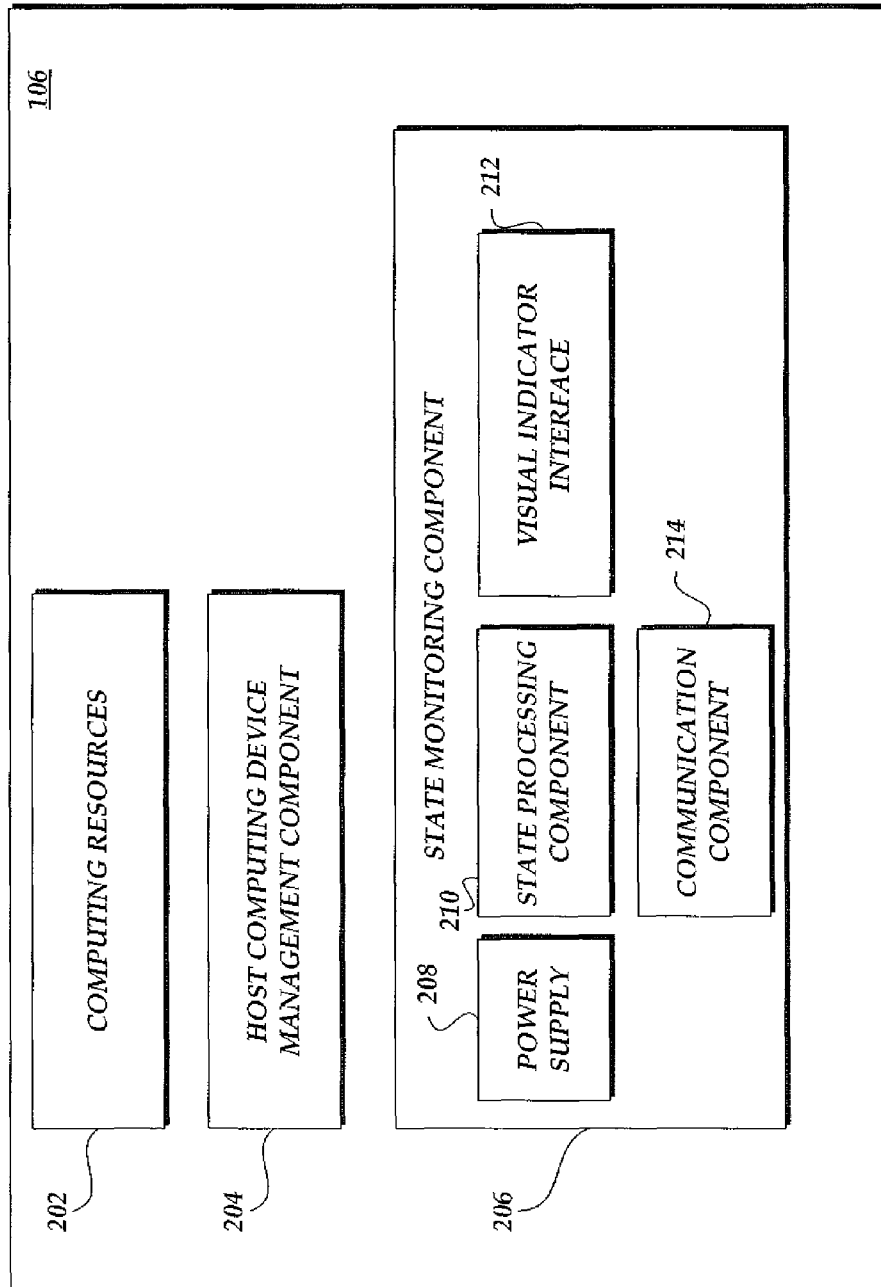 106
COMPUTING RESOURCES
202
HOST COMPUTING DEVICE
MANAGEMENT COMPONENT
204
STATE MONITORING COMPONENT
206
208
POWER
SUPPLY
210
STATE PROCESSING
COMPONENT
212
VISUAL INDICATOR
INTERFACE
214
COMMUNICATION
COMPONENT